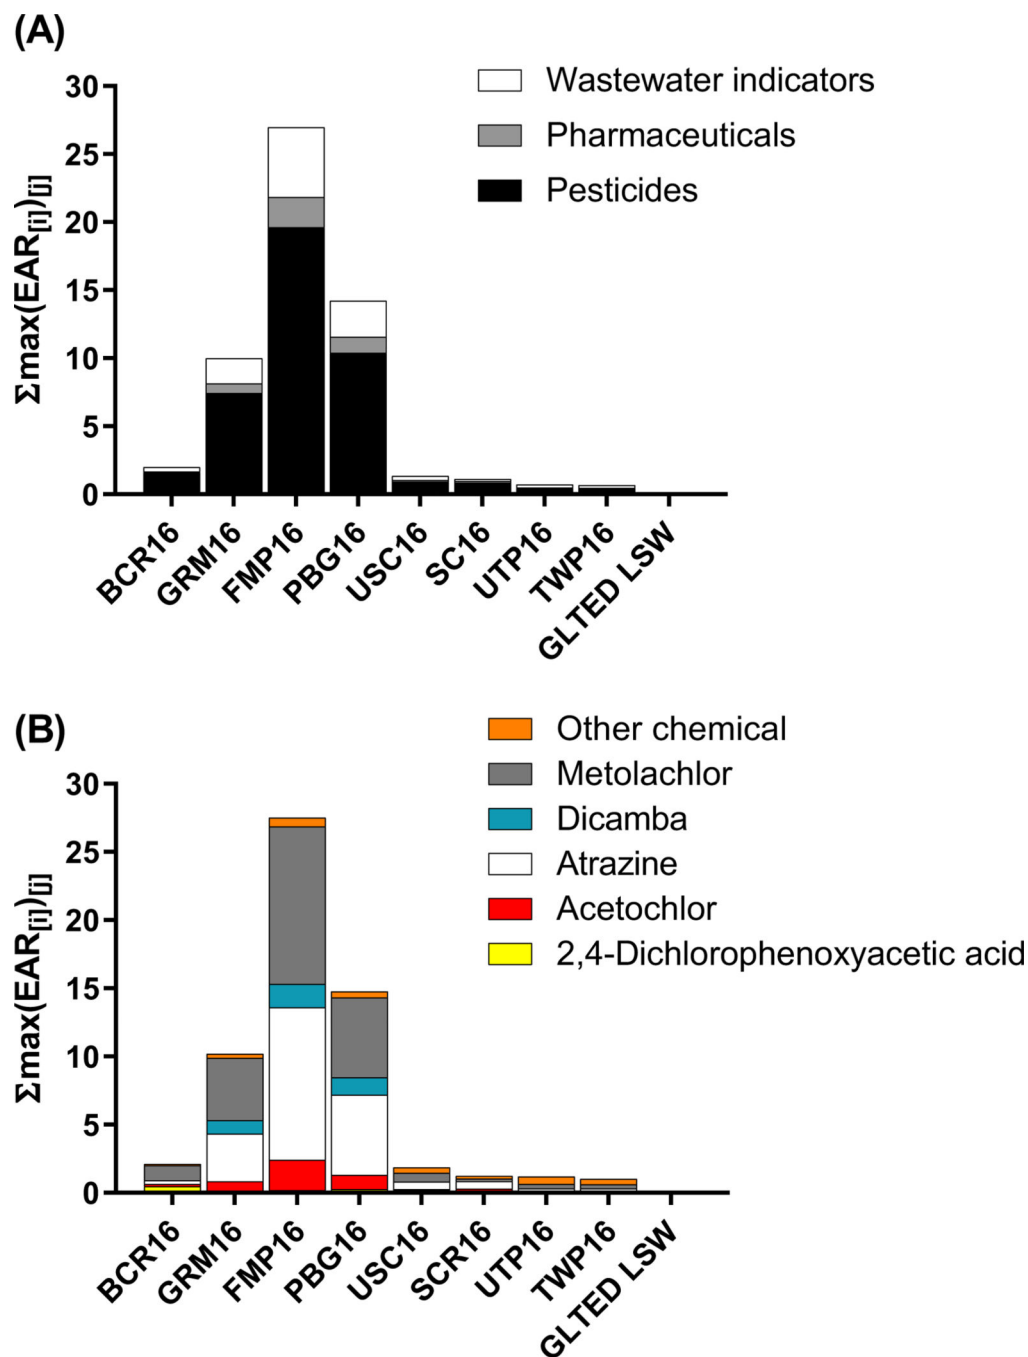 (A)
Σmax(EAR[i])[j]
30
25
20
15
10
5
0
Wastewater indicators
Pharmaceuticals
Pesticides
BCR16
GRM16
FMP16
PBG16
USC16
SC16
UTP16
TWP16
GLTED LSW
(B)
Σmax(EAR[i])[j]
30
25
20
15
10
5
0
Other chemical
Metolachlor
Dicamba
Atrazine
Acetochlor
2,4-Dichlorophenoxyacetic acid
BCR16
GRM16
FMP16
PBG16
USC16
SCR16
UTP16
TWP16
GLTED LSW